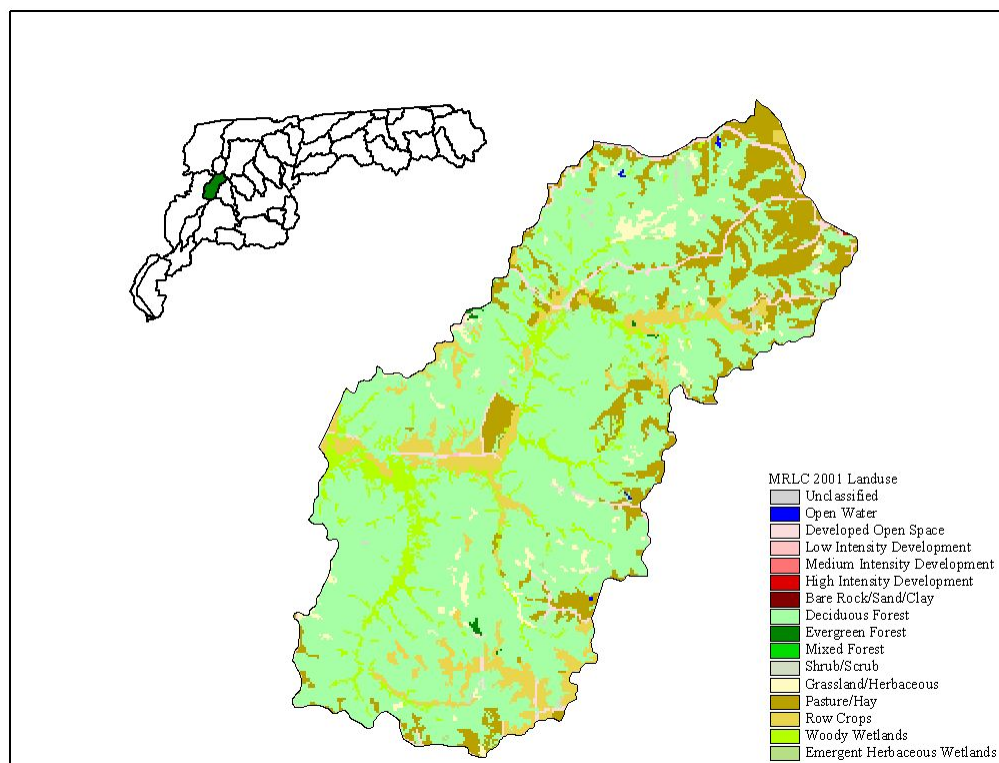 MRLC 2001 Landuse
Unclassified
Open Water
Developed Open Space
Low Intensity Development
Medium Intensity Development
High Intensity Development
Bare Rock/Sand/Clay
Deciduous Forest
Evergreen Forest
Mixed Forest
Shrub/Scrub
Grassland/Herbaceous
Pasture/Hay
Row Crops
Woody Wetlands
Emergent Herbaceous Wetlands